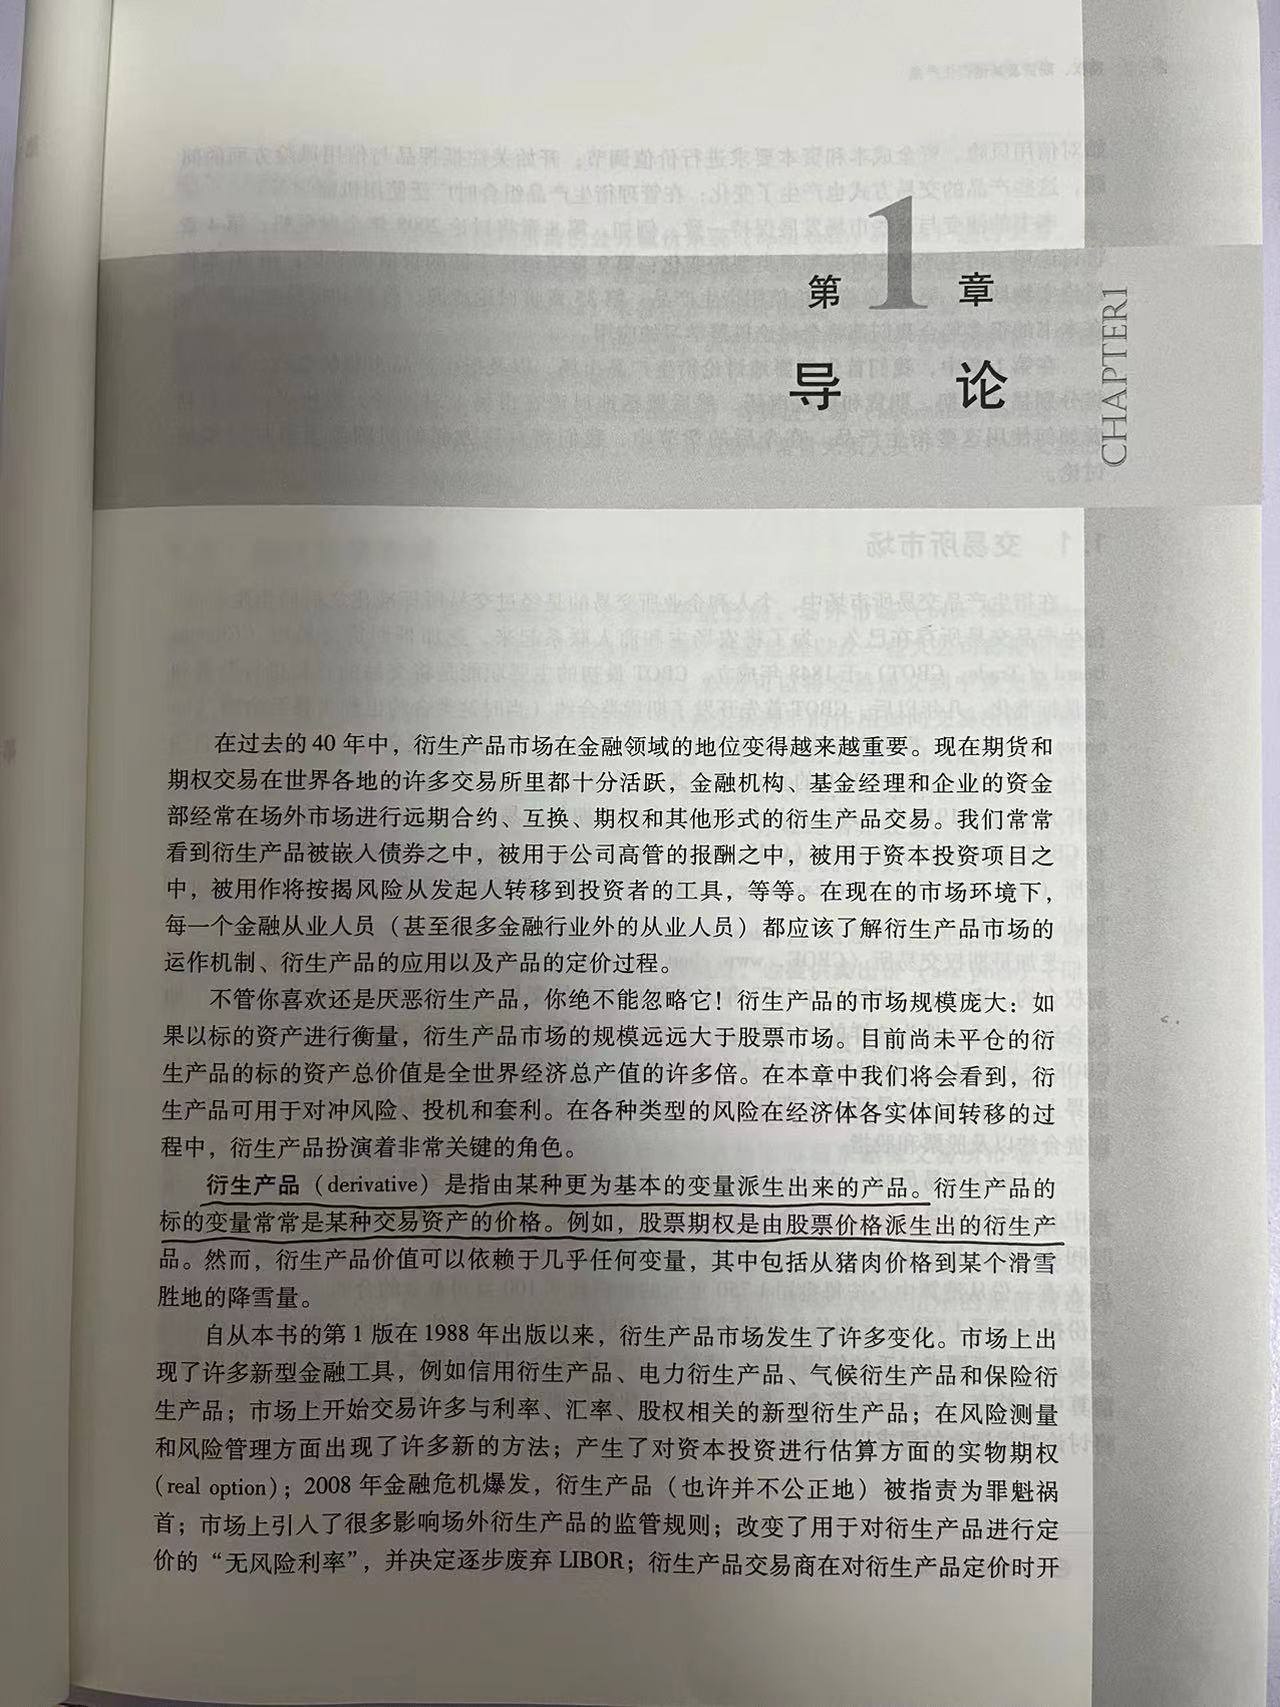 第1章
导 论
CHAPTER1
1.1 交易所市场
在过去的 40 年中，衍生产品市场在金融领域的地位变得越来越重要。现在期货和
期权交易在世界各地的许多交易所里都十分活跃，金融机构、基金经理和企业的资金
部经常在场外市场进行远期合约、互换、期权和其他形式的衍生产品交易。我们常常
看到衍生产品被嵌入债券之中，被用于公司高管的报酬之中，被用于资本投资项目之
中，被用作将按揭风险从发起人转移到投资者的工具，等等。在现在的市场环境下，
每一个金融从业人员（甚至很多金融行业外的从业人员）都应该了解衍生产品市场的
运作机制、衍生产品的应用以及产品的定价过程。
不管你喜欢还是厌恶衍生产品，你绝不能忽略它！衍生产品的市场规模庞大：如
果以标的资产进行衡量，衍生产品市场的规模远远大于股票市场。目前尚未平仓的衍
生产品的标的资产总价值是全世界经济总产值的许多倍。在本章中我们将会看到，衍
生产品可用于对冲风险、投机和套利。在各种类型的风险在经济体各实体间转移的过
程中，衍生产品扮演着非常关键的角色。
衍生产品（derivative）是指由某种更为基本的变量派生出来的产品。衍生产品的
标的变量常常是某种交易资产的价格。例如，股票期权是由股票价格派生出的衍生产
品。然而，衍生产品价值可以依赖于几乎任何变量，其中包括从猪肉价格到某个滑雪
胜地的降雪量。
自从本书的第 1 版在 1988 年出版以来，衍生产品市场发生了许多变化。市场上出
现了许多新型金融工具，例如信用衍生产品、电力衍生产品、气候衍生产品和保险衍
生产品；市场上开始交易许多与利率、汇率、股权相关的新型衍生产品；在风险测量
和风险管理方面出现了许多新的方法；产生了对资本投资进行估算方面的实物期权
（real option）；2008 年金融危机爆发，衍生产品（也许并不公正地）被指责为罪魁祸
首；市场上引入了很多影响场外衍生产品的监管规则；改变了用于对衍生产品进行定
价的“无风险利率”，并决定逐步废弃 LIBOR；衍生产品交易商在对衍生产品定价时开